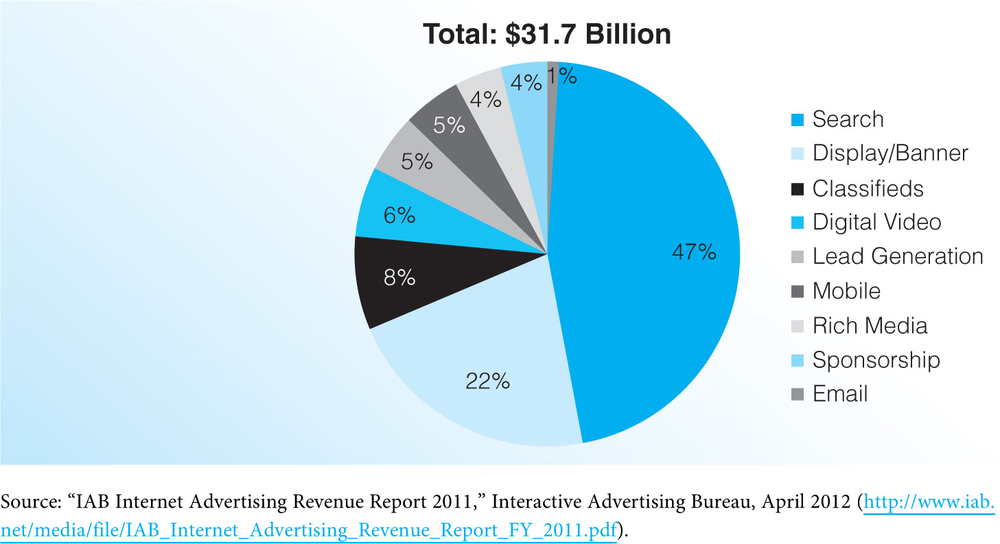 Total: $31.7 Billion
4%
1%
4%
5%
5%
6%
47%
8%
22%
Search
Display/Banner
Classifieds
Digital Video
Lead Generation
Mobile
Rich Media
Sponsorship
Email
Source: “IAB Internet Advertising Revenue Report 2011,” Interactive Advertising Bureau, April 2012 (http://www.iab.
net/media/file/IAB_Internet_Advertising_Revenue_Report_FY_2011.pdf).